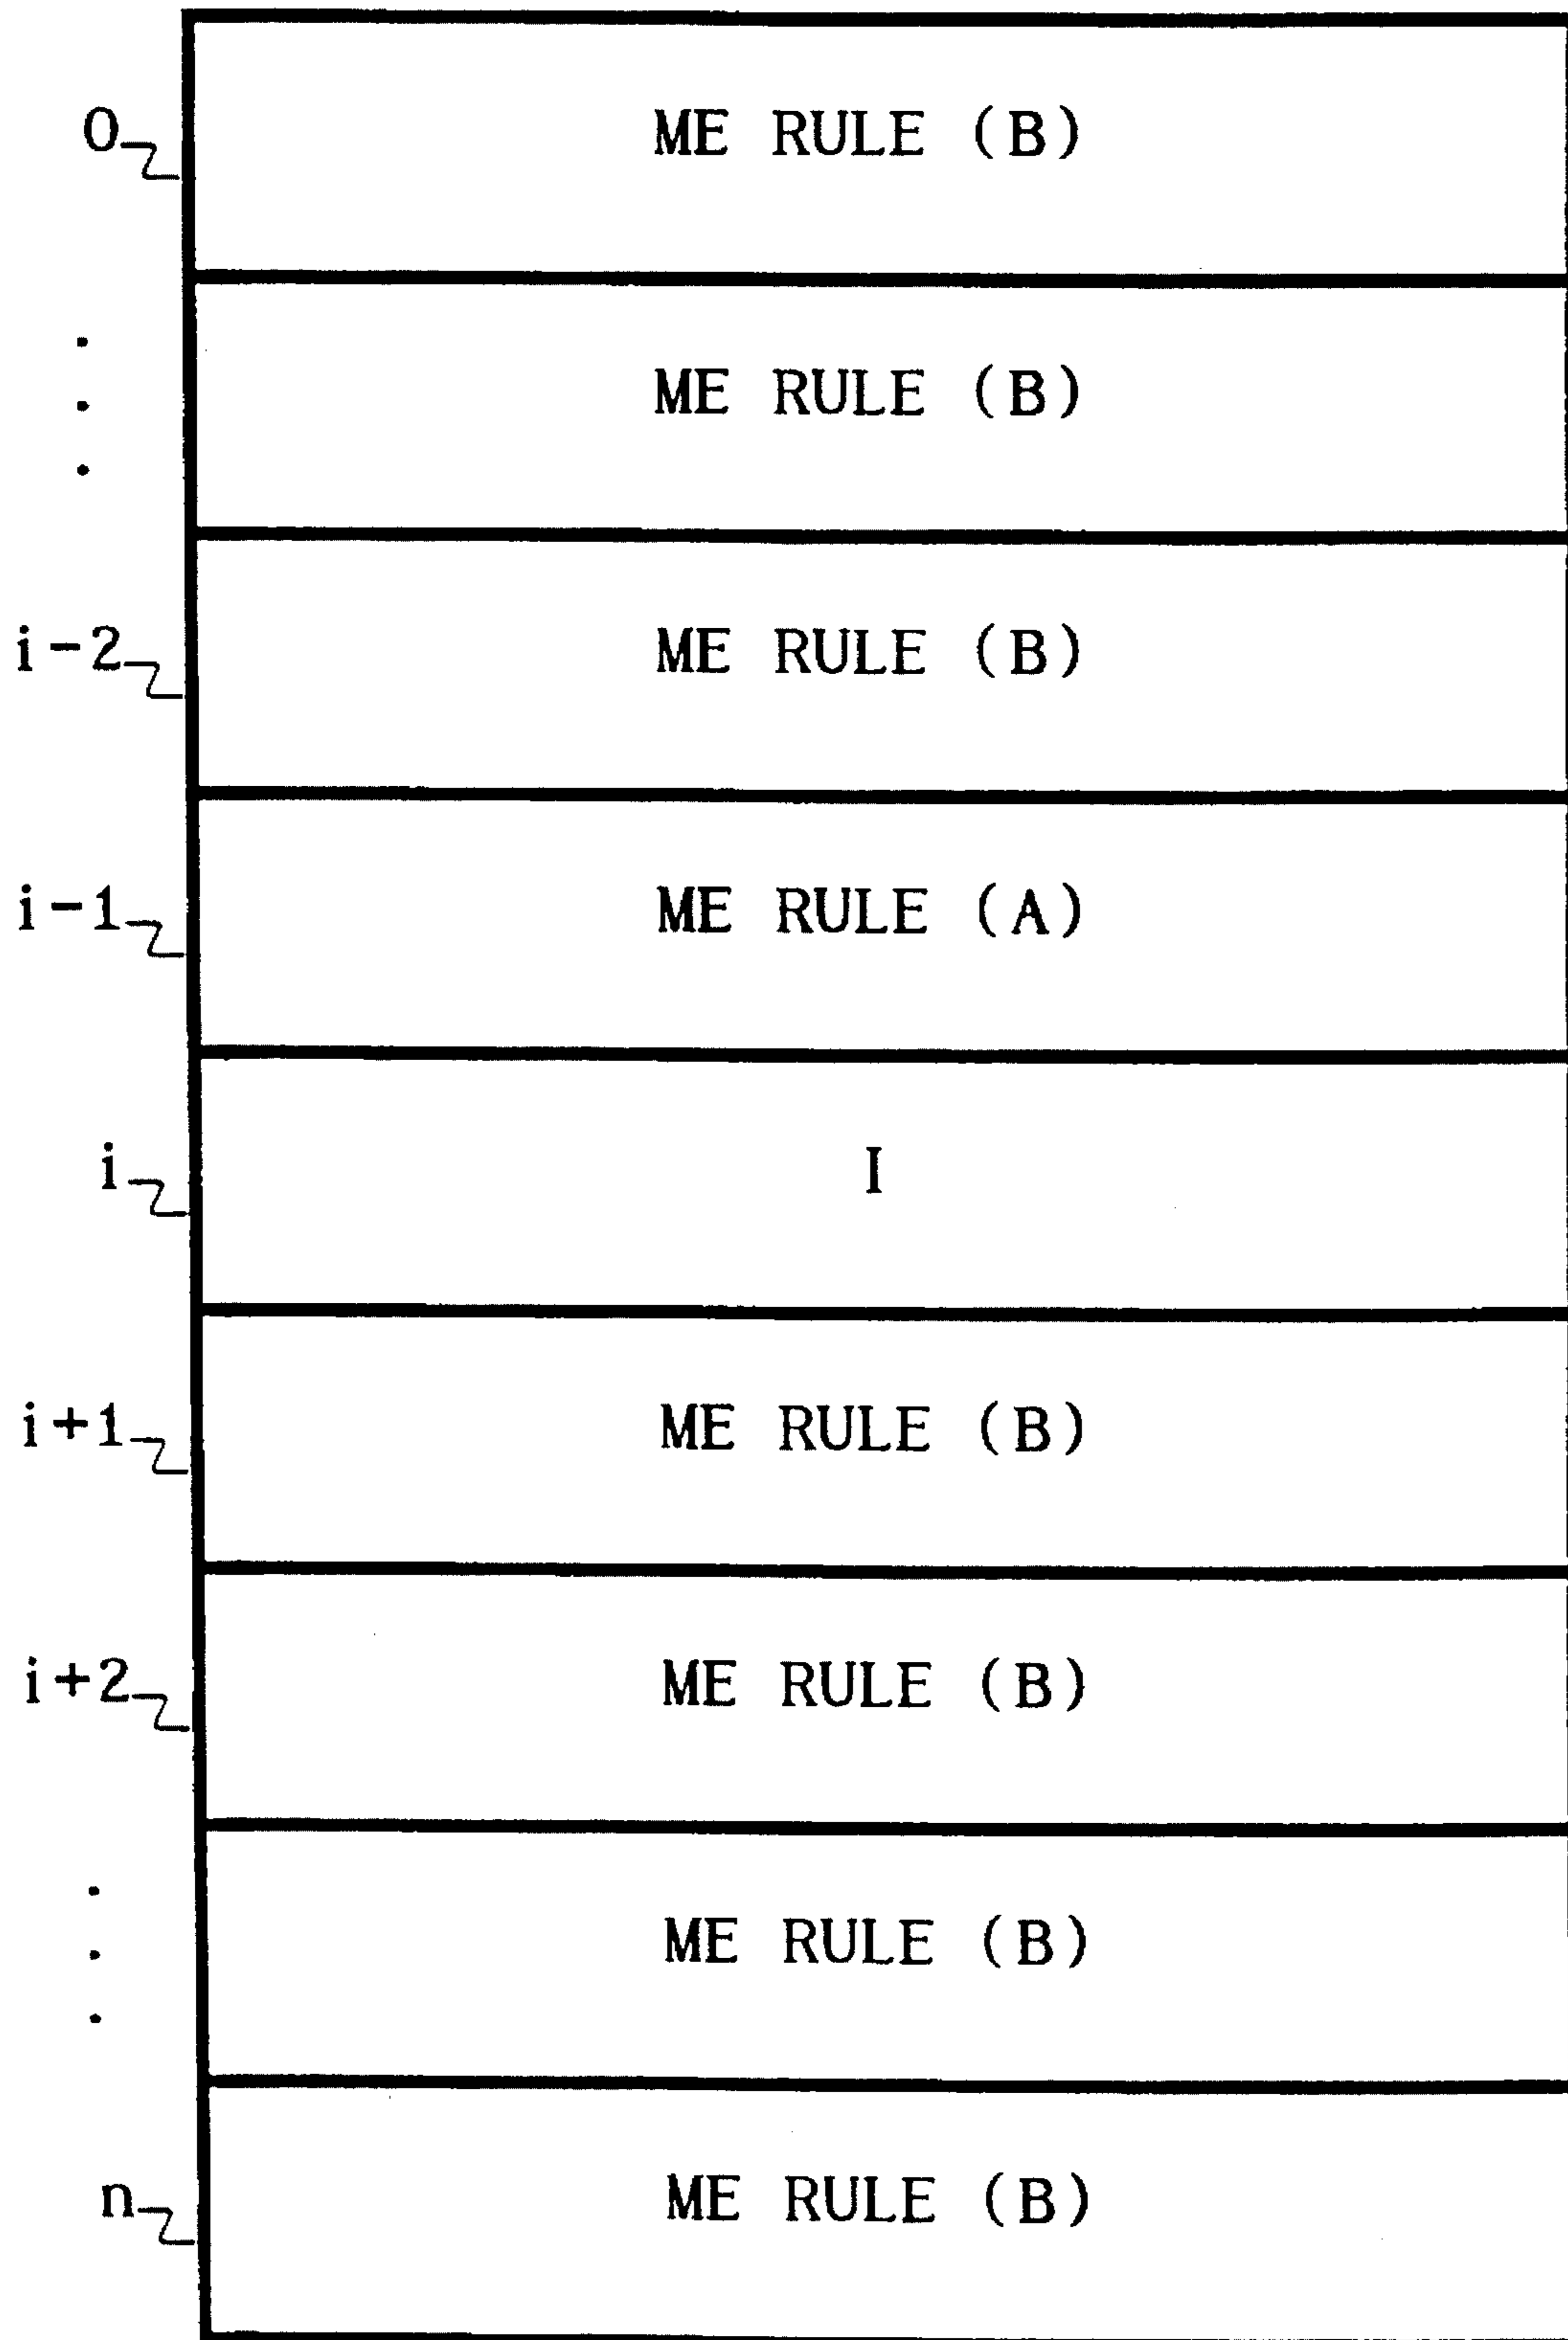 0 ME RULE (B)
ME RULE (B)
i-2 ME RULE (B)
i-1 ME RULE (A)
i I
i+1 ME RULE (B)
i+2 ME RULE (B)
ME RULE (B)
n ME RULE (B)